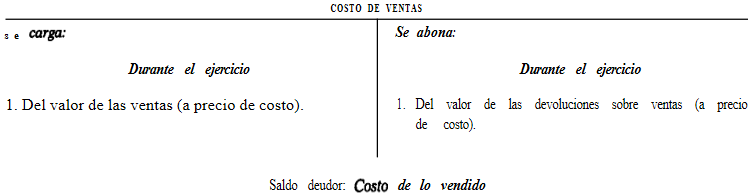 COSTO DE VENTAS
se carga:
Se abona:
Durante el ejercicio
Durante el ejercicio
1. Del valor de las ventas (a precio de costo).
1. Del valor de las devoluciones sobre ventas (a precio
de costo).
Saldo deudor: Costo de lo vendido